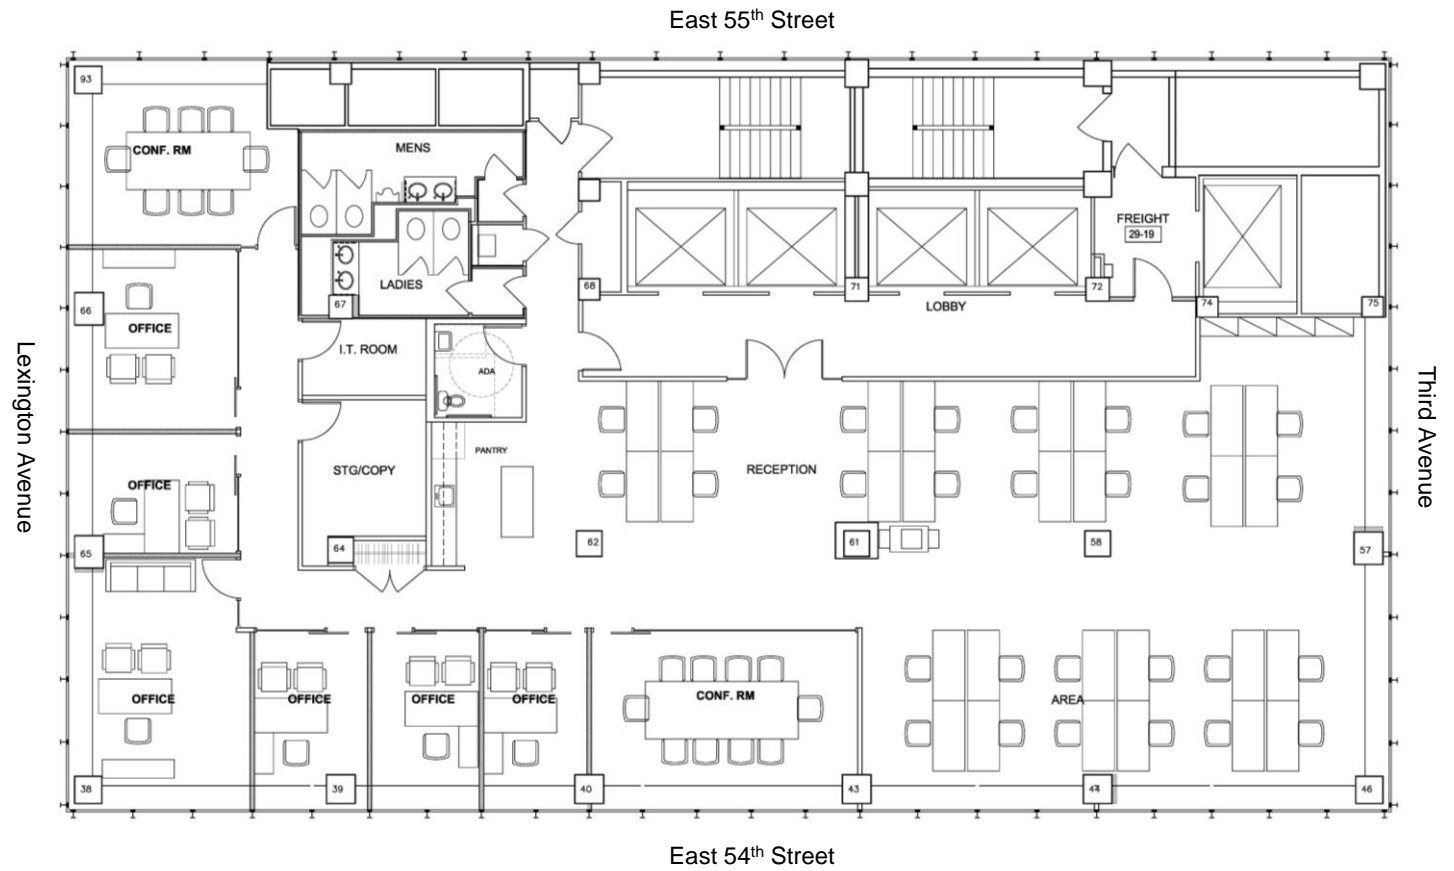 East 55th Street
93
CONF. RM
MENS
FREIGHT
29-19
LADIES
68
71
72
74
75
67
66
LOBBY
OFFICE
I.T. ROOM
ADA
Lexington Avenue
Third Avenue
PANTRY
STG/COPY
RECEPTION
OFFICE
65
64
62
61
58
57
OFFICE
OFFICE
OFFICE
OFFICE
CONF. RM
AREA
38
39
40
43
44
46
East 54th Street